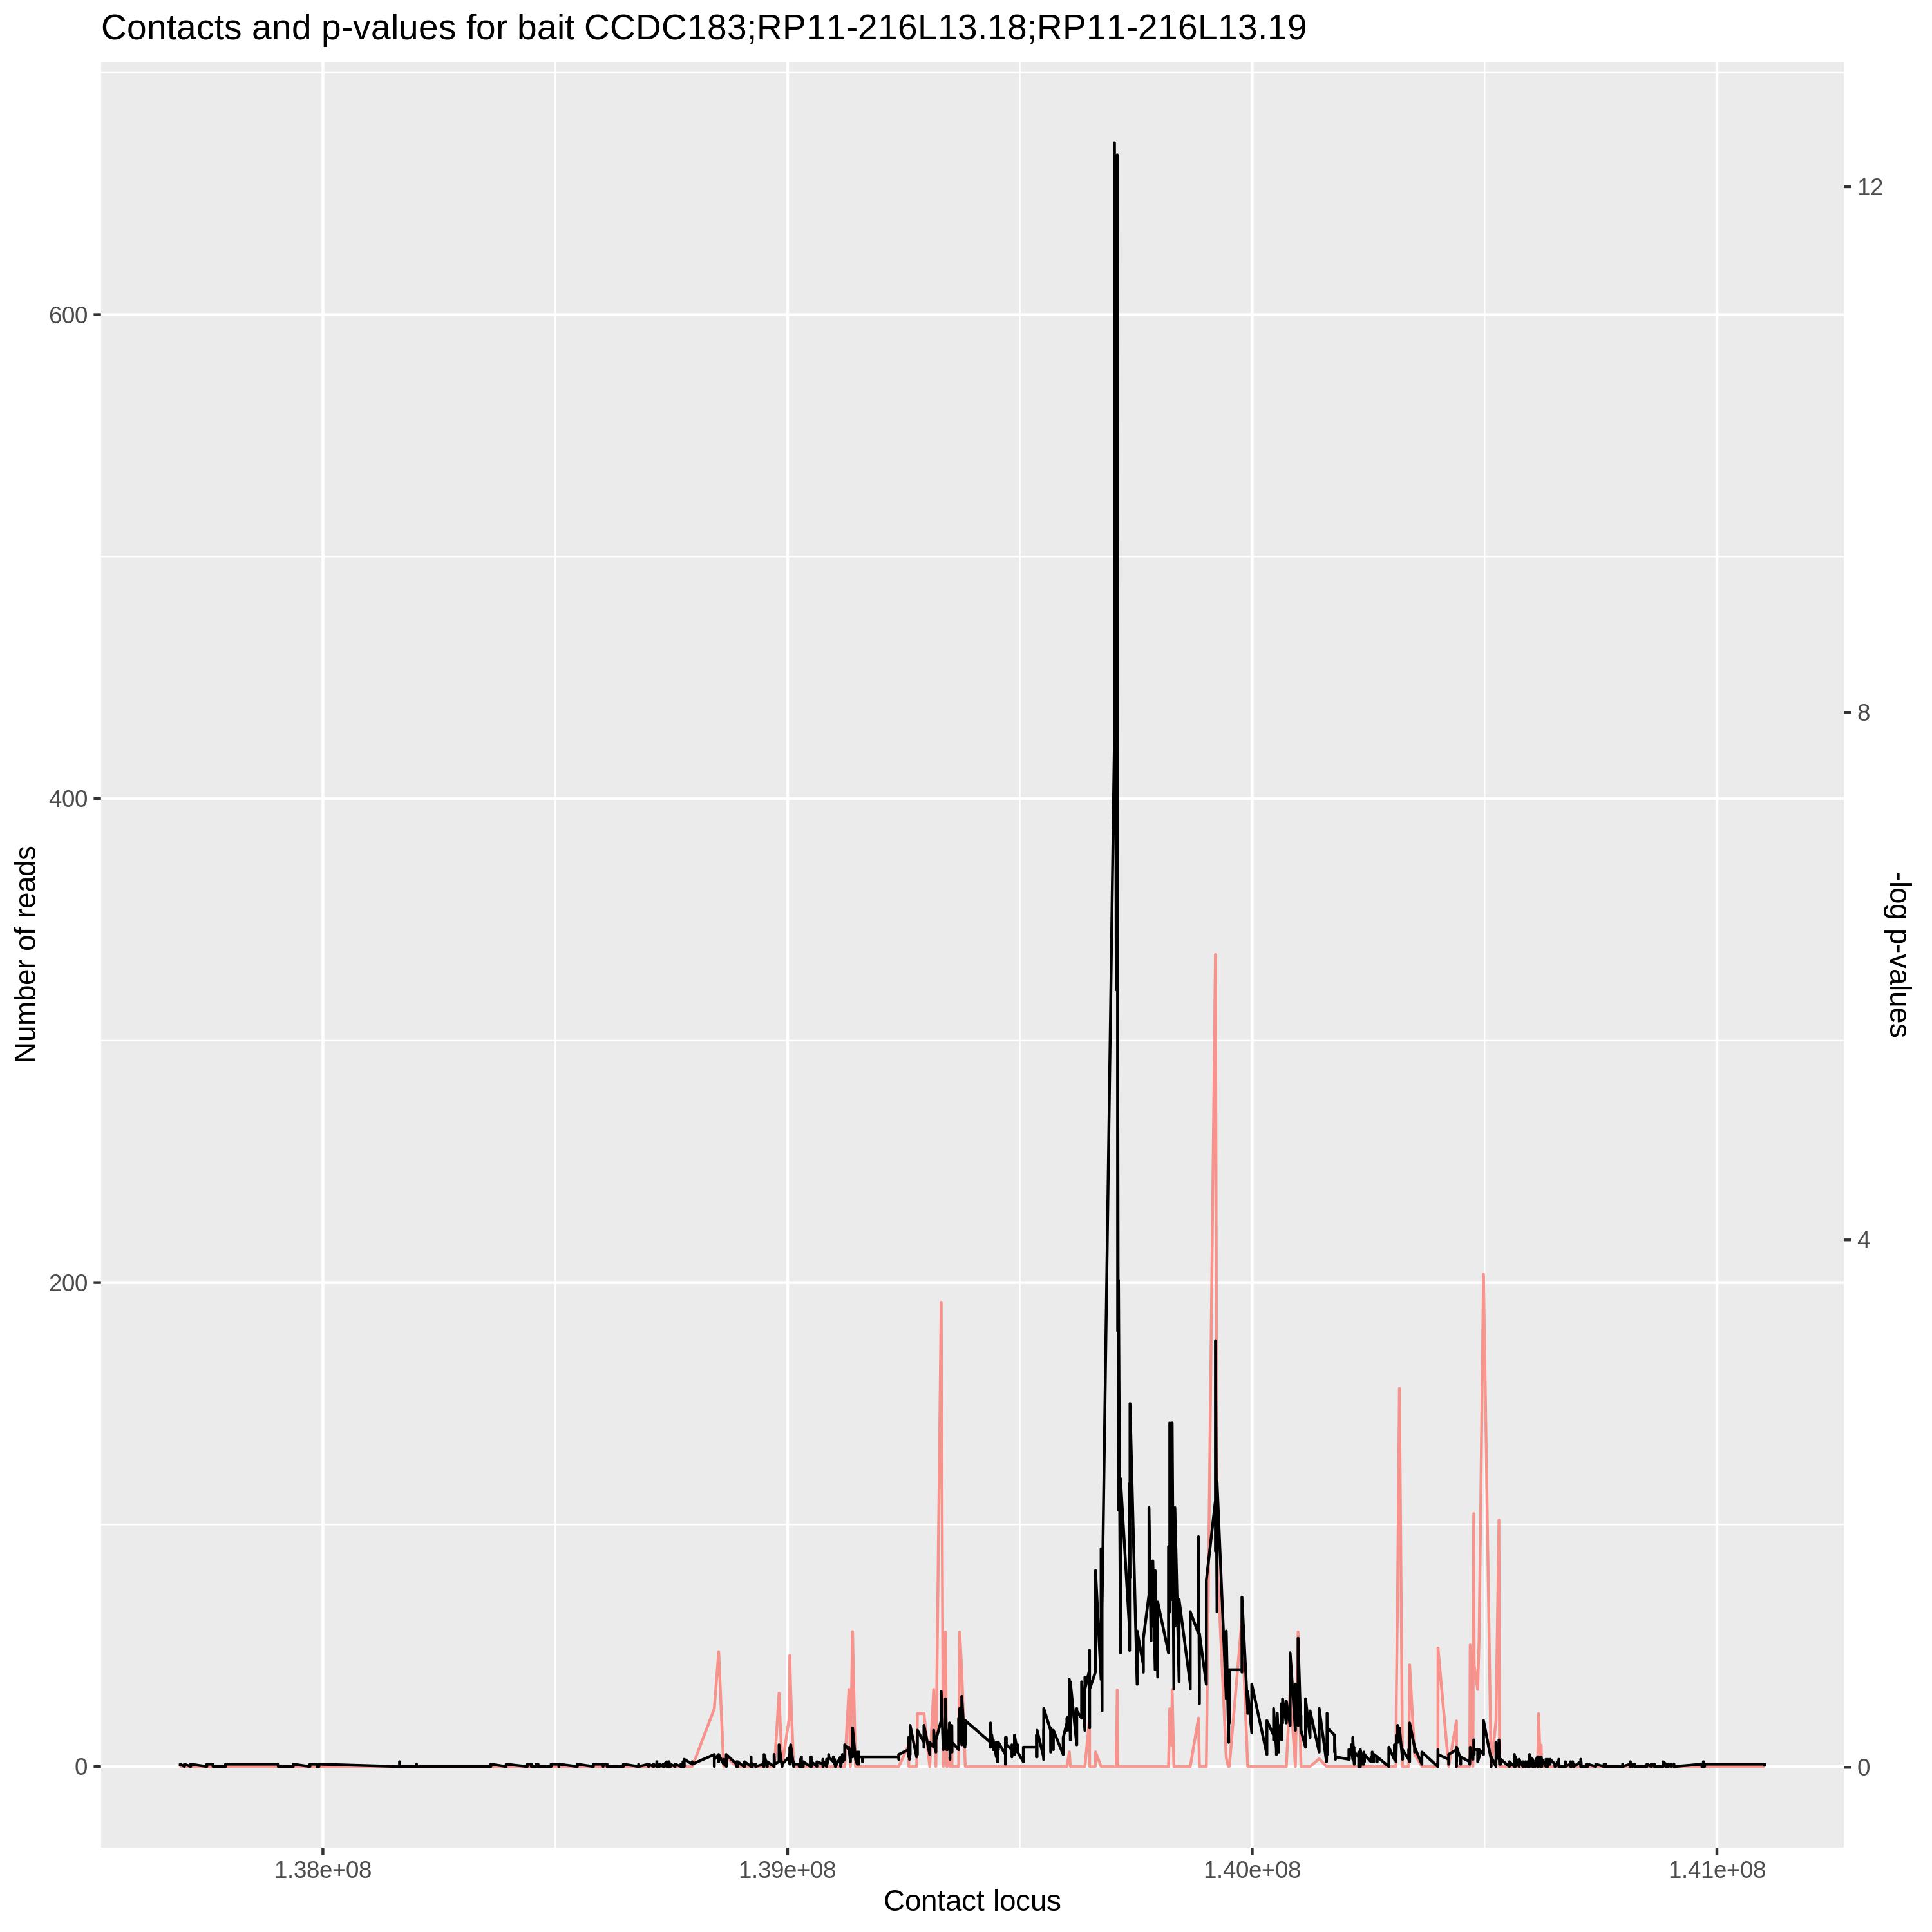 Contacts and p-values for bait CCDC183;RP11-216L13.18;RP11-216L13.19
600
400
200
0
Number of reads
12
8
4
0
-log p-values
1.38e+08 1.39e+08 1.40e+08 1.41e+08
Contact locus